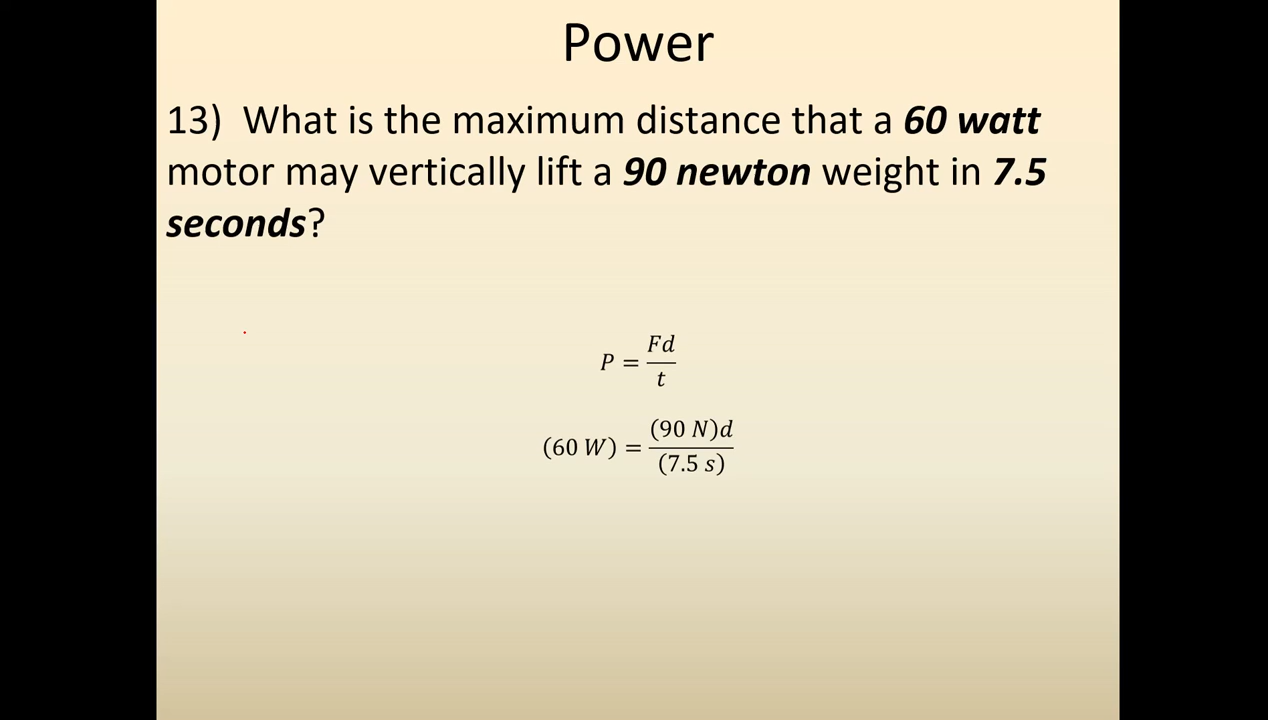 Power
13) What is the maximum distance that a 60 watt
motor may vertically lift a 90 newton weight in 7.5
seconds?
P = Fd/t
(60 W) = (90 N)d/(7.5 s)